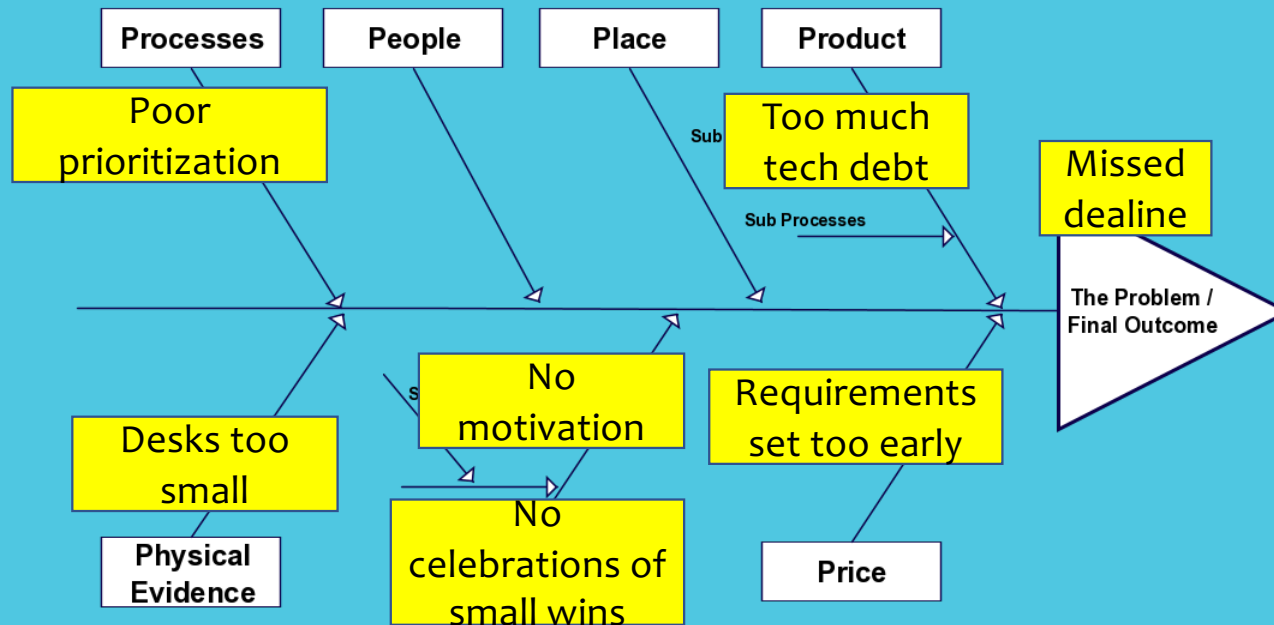 Processes
People
Place
Product
Poor
prioritization
Sub
Too much
tech debt
Missed
dealine
Sub Processes
The Problem /
Final Outcome
No
motivation
Requirements
set too early
Desks too
small
No
celebrations of
small wins
Physical
Evidence
Price